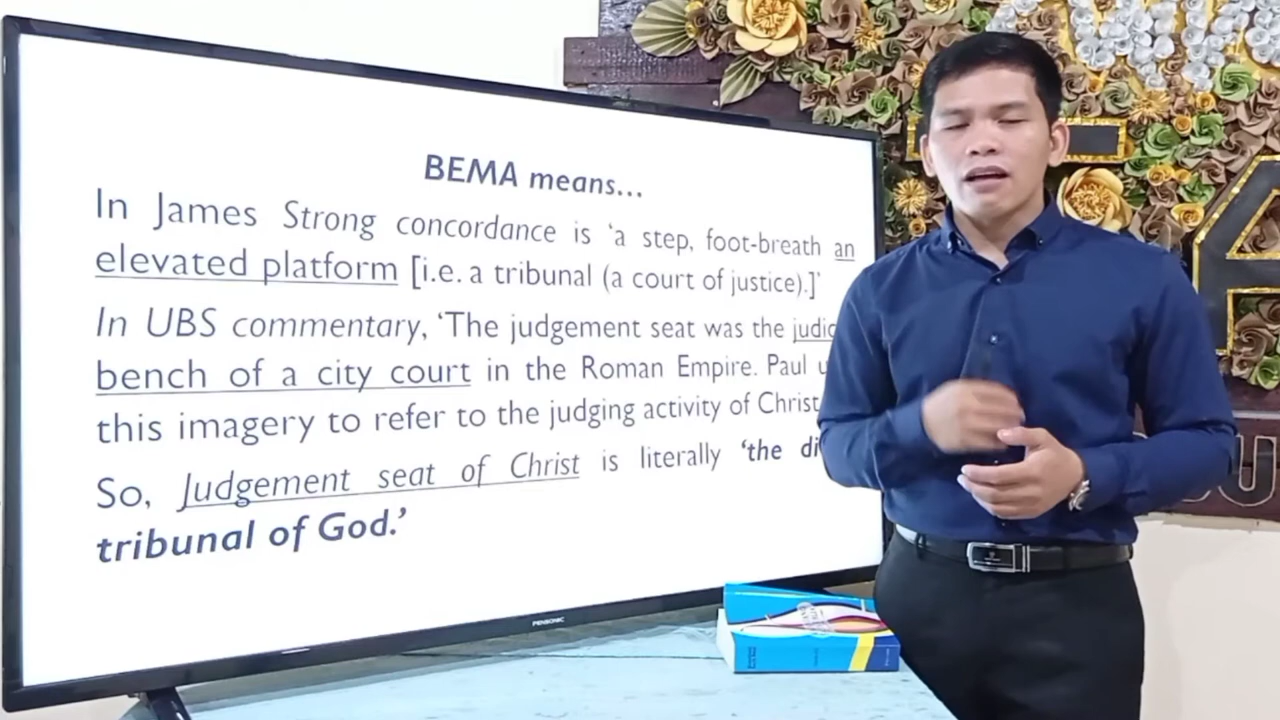 BEMA means...
In James Strong concordance is 'a step, foot-breath an
elevated platform [i.e. a tribunal (a court of justice).]'
In UBS commentary, 'The judgement seat was the
bench of a city court in the Roman Empire. Paul
this imagery to refer to the judging activity of Christ
So, Judgement seat of Christ is literally 'the
tribunal of God.'
PENSONIC